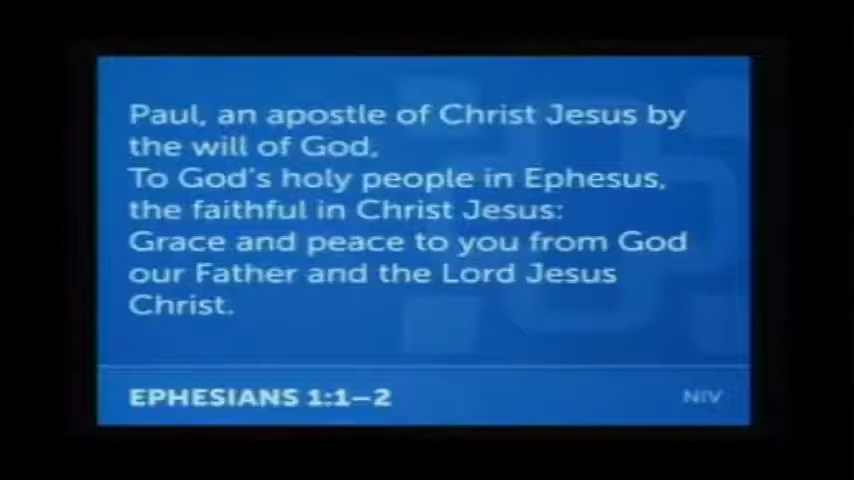 Paul, an apostle of Christ Jesus by
the will of God,
To God's holy people in Ephesus,
the faithful in Christ Jesus:
Grace and peace to you from God
our Father and the Lord Jesus
Christ.
EPHESIANS 1:1–2
NIV